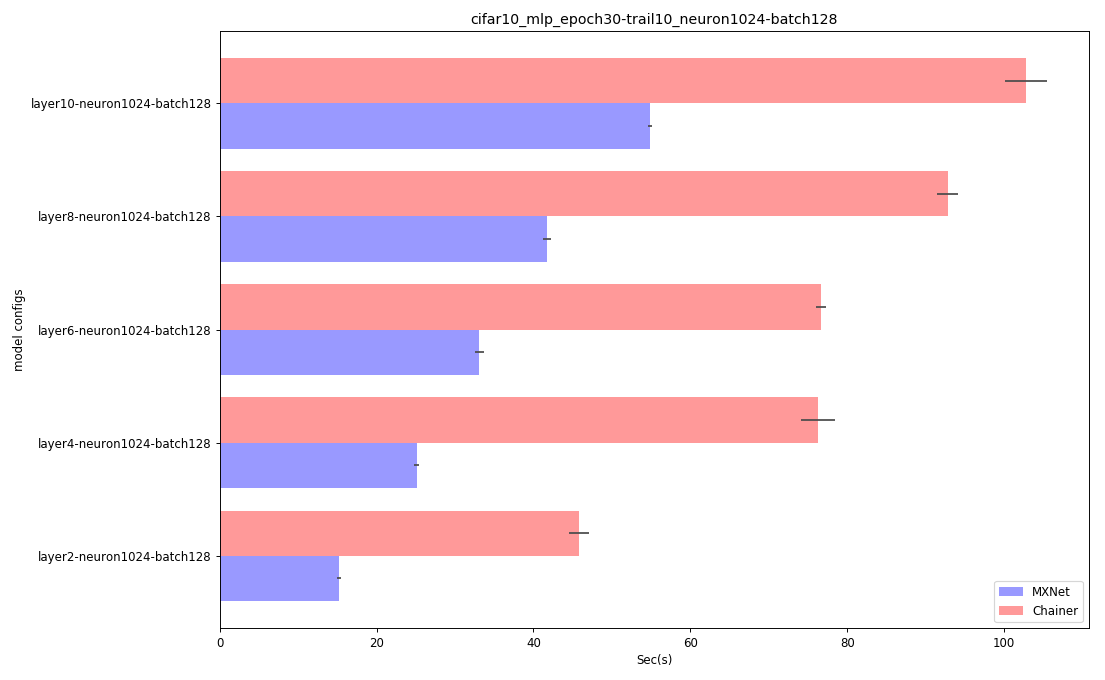 cifar10_mlp_epoch30-trail10_neuron1024-batch128
model configs
layer10-neuron1024-batch128
layer8-neuron1024-batch128
layer6-neuron1024-batch128
layer4-neuron1024-batch128
layer2-neuron1024-batch128
MXNet
Chainer
0 20 40 60 80 100
Sec(s)